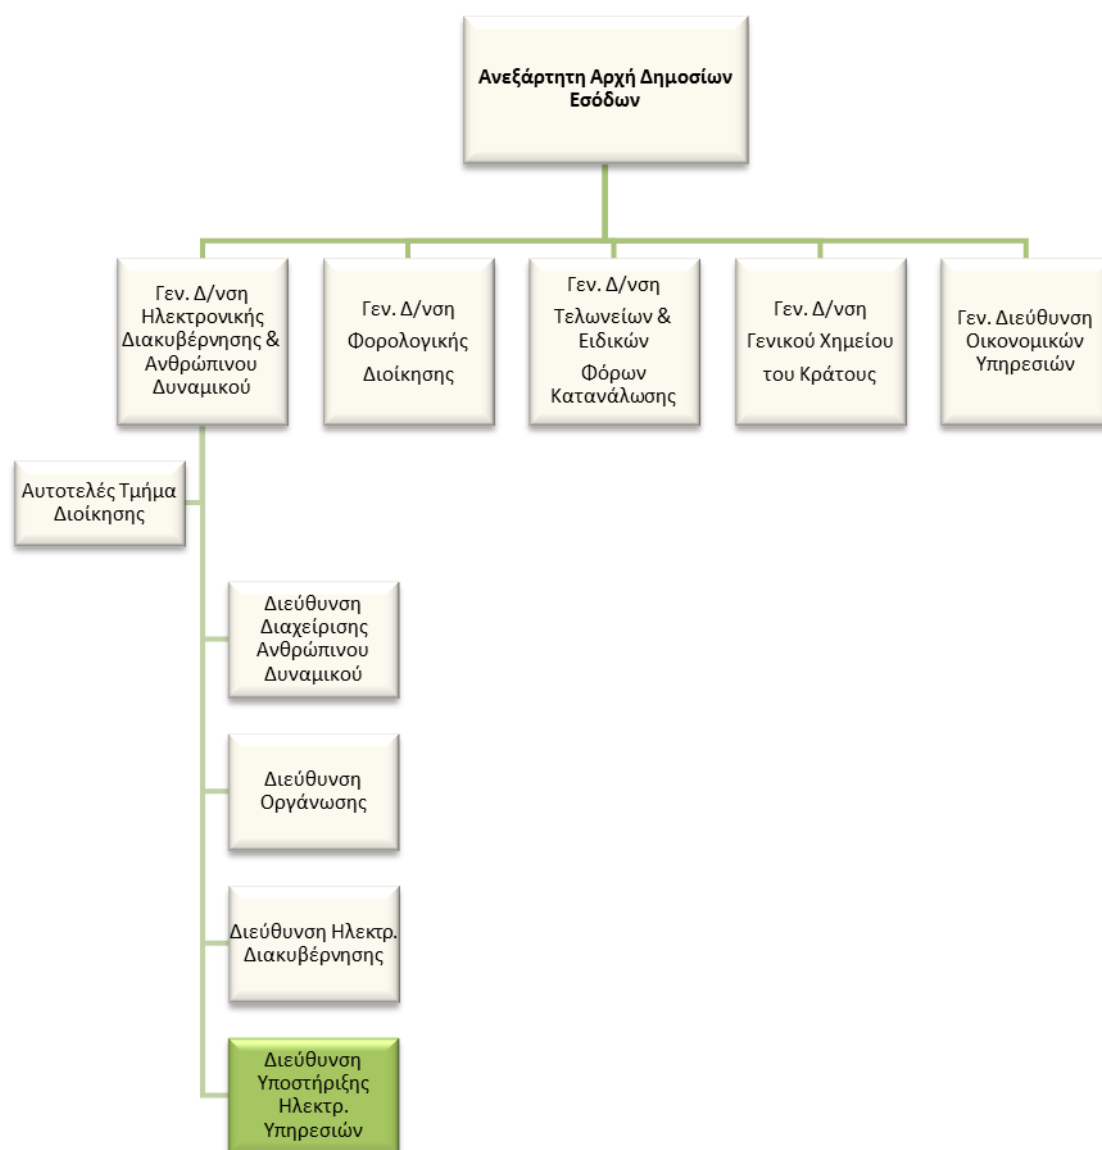 Ανεξάρτητη Αρχή Δημοσίων
Εσόδων
Γεν. Δ/νση
Ηλεκτρονικής
Διακυβέρνησης &
Ανθρώπινου
Δυναμικού
Γεν. Δ/νση
Φορολογικής
Διοίκησης
Γεν. Δ/νση
Τελωνείων &
Ειδικών
Φόρων
Κατανάλωσης
Γεν. Δ/νση
Γενικού Χημείου
του Κράτους
Γεν. Διεύθυνση
Οικονομικών
Υπηρεσιών
Αυτοτελές Τμήμα
Διοίκησης
Διεύθυνση
Διαχείρισης
Ανθρώπινου
Δυναμικού
Διεύθυνση
Οργάνωσης
Διεύθυνση Ηλεκτρ.
Διακυβέρνησης
Διεύθυνση
Υποστήριξης
Ηλεκτρ.
Υπηρεσιών